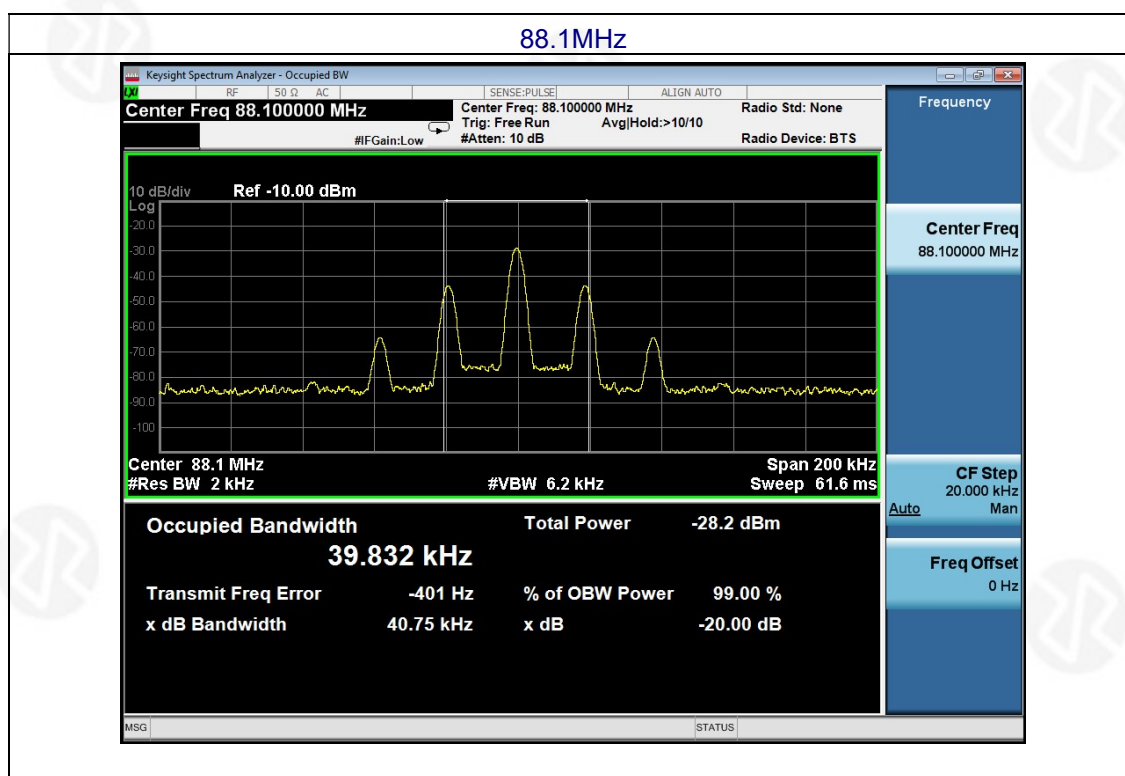 88.1MHz
Keysight Spectrum Analyzer - Occupied BW
LXI RF 50 Ω AC SENSE:PULSE ALIGN AUTO
Center Freq 88.100000 MHz
#IFGain:Low
Center Freq: 88.100000 MHz
Trig: Free Run Avg|Hold:>10/10
#Atten: 10 dB
Radio Std: None
Radio Device: BTS
10 dB/div Ref -10.00 dBm
Log
-20.0
-30.0
-40.0
-50.0
-60.0
-70.0
-80.0
-90.0
-100
Center 88.1 MHz Span 200 kHz
#Res BW 2 kHz #VBW 6.2 kHz Sweep 61.6 ms
Occupied Bandwidth Total Power -28.2 dBm
39.832 kHz
Transmit Freq Error -401 Hz % of OBW Power 99.00 %
x dB Bandwidth 40.75 kHz x dB -20.00 dB
MSG STATUS
Frequency
Center Freq
88.100000 MHz
CF Step
20.000 kHz
Auto Man
Freq Offset
0 Hz